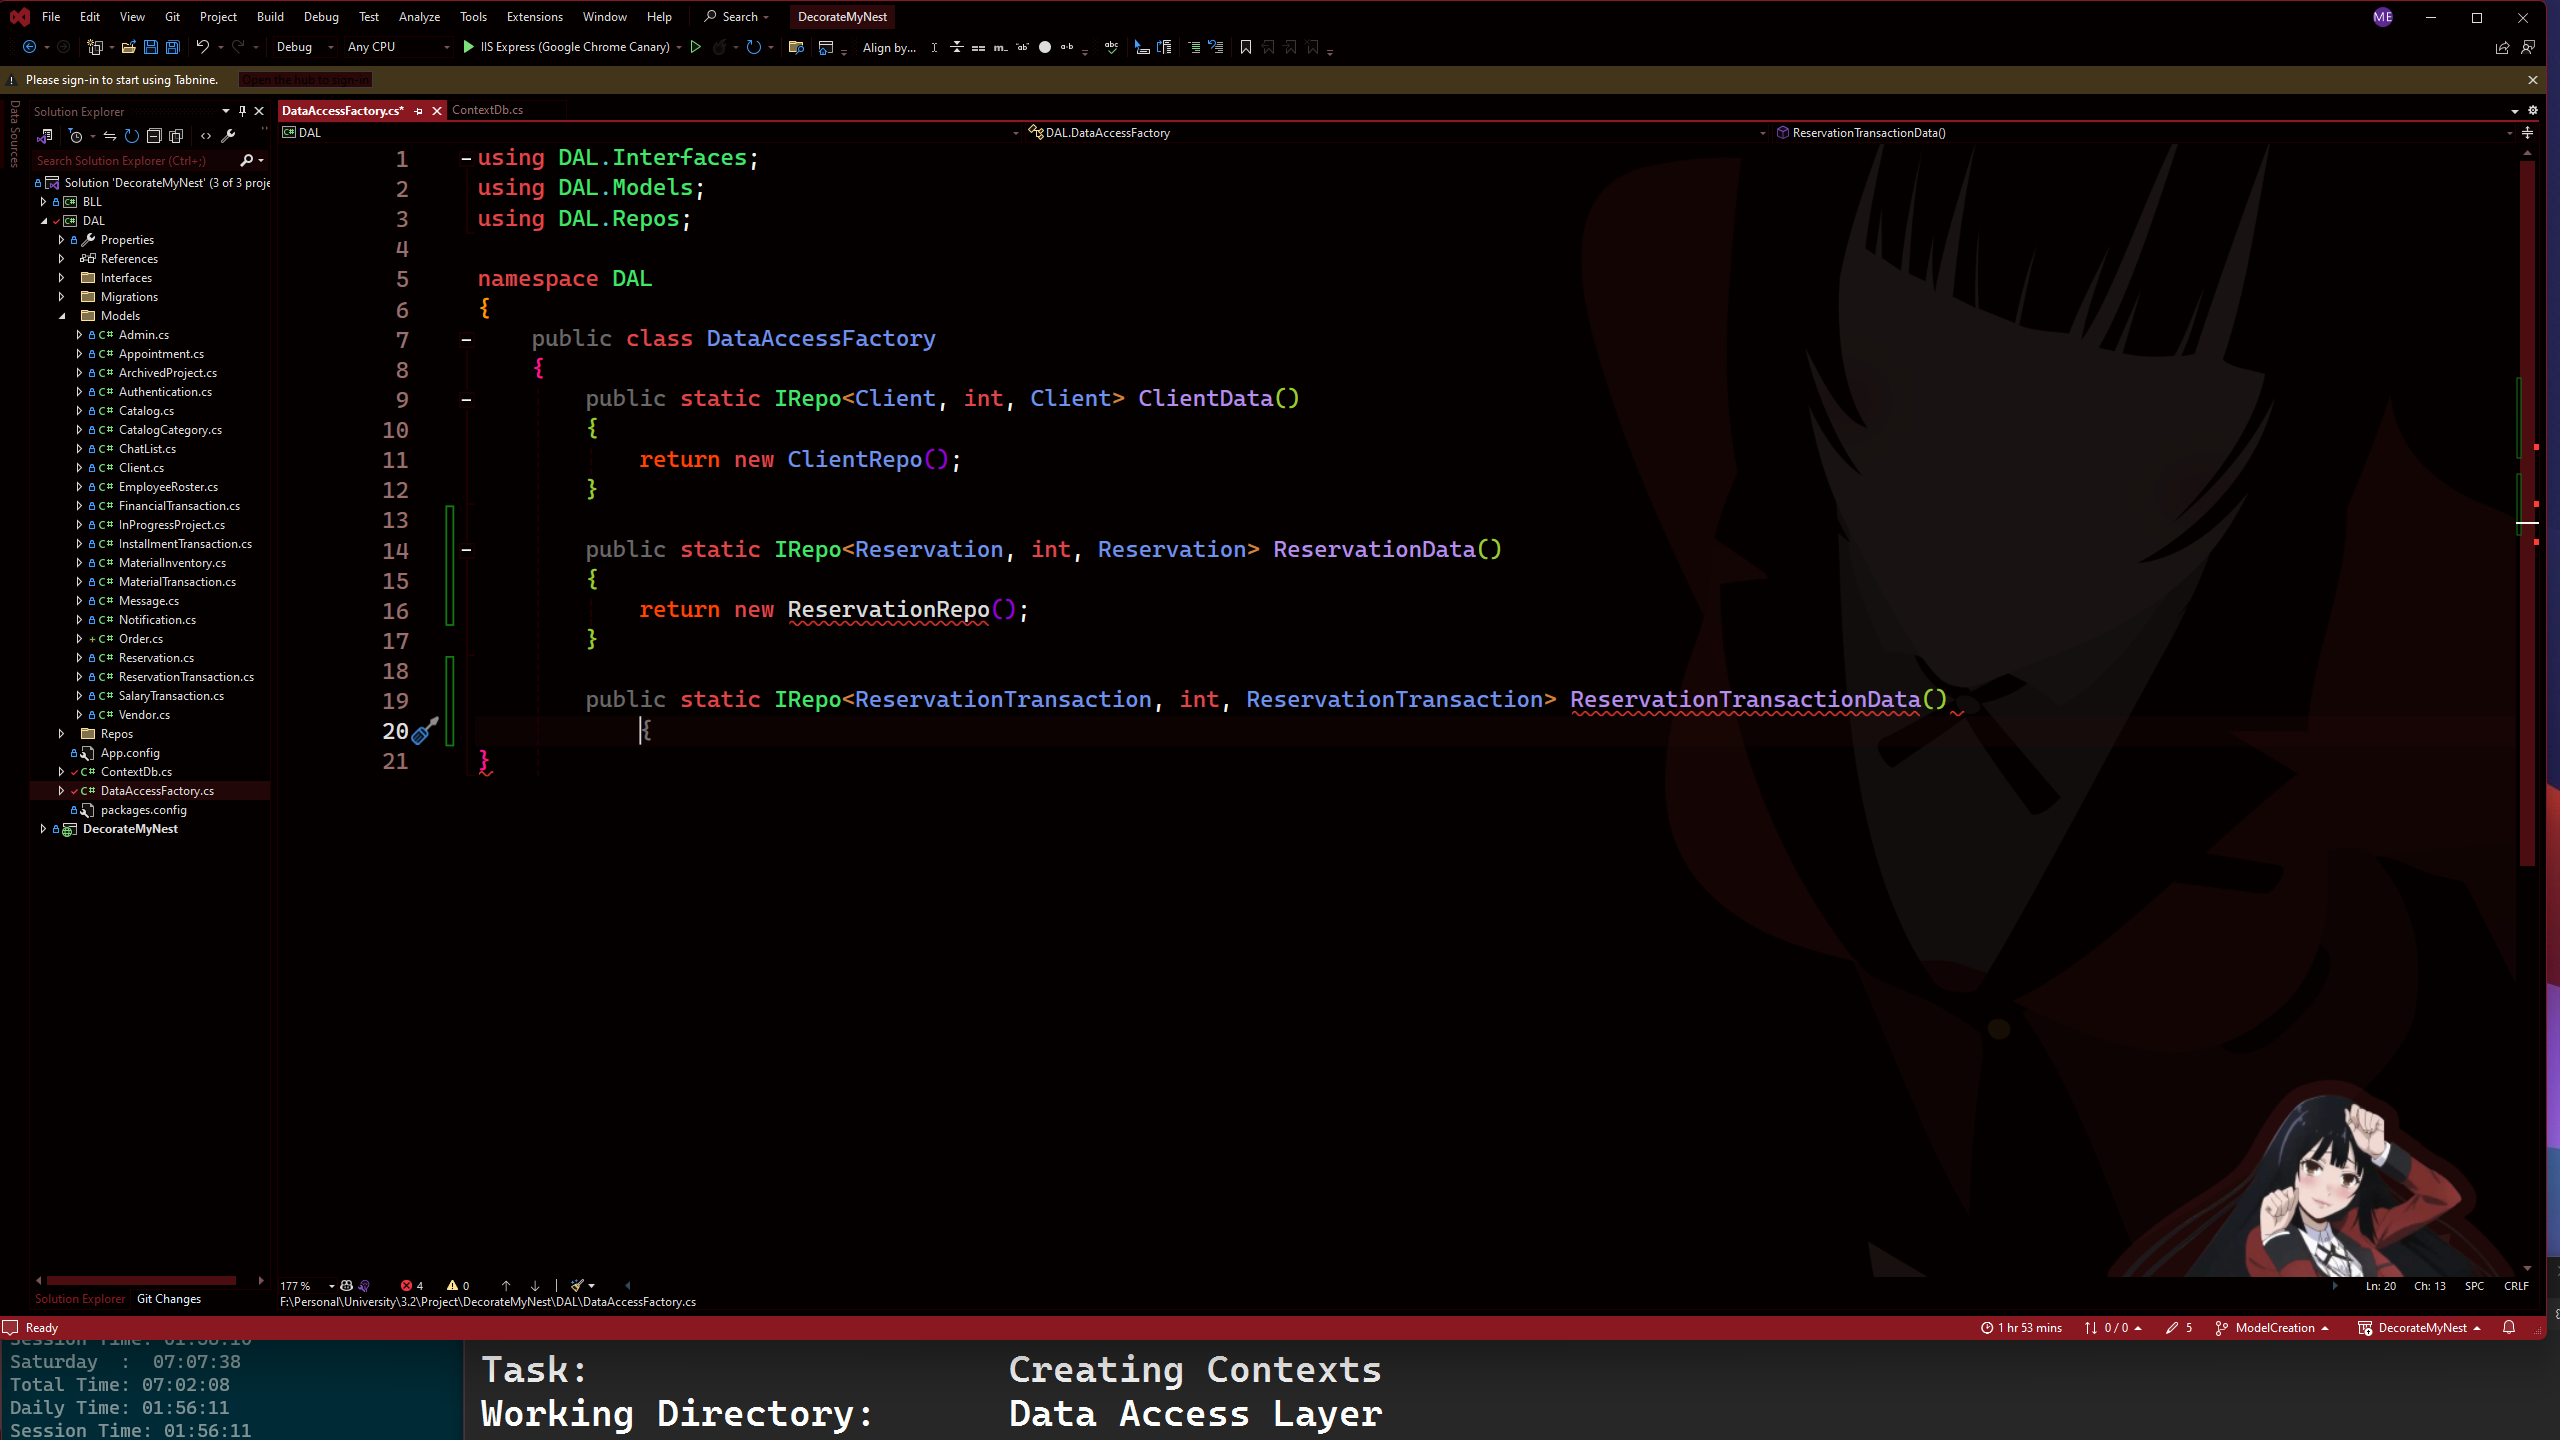 File Edit View Git Project Build Debug Test Analyze Tools Extensions Window Help Search DecorateMyNest ME
Debug Any CPU IIS Express (Google Chrome Canary) Align by...
Please sign-in to start using Tabnine. Open the hub to sign-in
Data Sources
Solution Explorer
Search Solution Explorer (Ctrl+;)
Solution 'DecorateMyNest' (3 of 3 proje
BLL
DAL
Properties
References
Interfaces
Migrations
Models
Admin.cs
Appointment.cs
ArchivedProject.cs
Authentication.cs
Catalog.cs
CatalogCategory.cs
ChatList.cs
Client.cs
EmployeeRoster.cs
FinancialTransaction.cs
InProgressProject.cs
InstallmentTransaction.cs
MaterialInventory.cs
MaterialTransaction.cs
Message.cs
Notification.cs
Order.cs
Reservation.cs
ReservationTransaction.cs
SalaryTransaction.cs
Vendor.cs
Repos
App.config
ContextDb.cs
DataAccessFactory.cs
packages.config
DecorateMyNest
Solution Explorer Git Changes
DataAccessFactory.cs* ContextDb.cs
DAL DAL.DataAccessFactory ReservationTransactionData()
1 using DAL.Interfaces;
2 using DAL.Models;
3 using DAL.Repos;
4
5 namespace DAL
6 {
7 public class DataAccessFactory
8 {
9 public static IRepo<Client, int, Client> ClientData()
10 {
11 return new ClientRepo();
12 }
13
14 public static IRepo<Reservation, int, Reservation> ReservationData()
15 {
16 return new ReservationRepo();
17 }
18
19 public static IRepo<ReservationTransaction, int, ReservationTransaction> ReservationTransactionData()
20 {
21 }
177 % 4 0 Ln: 20 Ch: 13 SPC CRLF
F:\Personal\University\3.2\Project\DecorateMyNest\DAL\DataAccessFactory.cs
Ready 1 hr 53 mins 0 / 0 5 ModelCreation DecorateMyNest
Saturday : 07:07:38
Total Time: 07:02:08
Daily Time: 01:56:11
Session Time: 01:56:11
Task: Creating Contexts
Working Directory: Data Access Layer